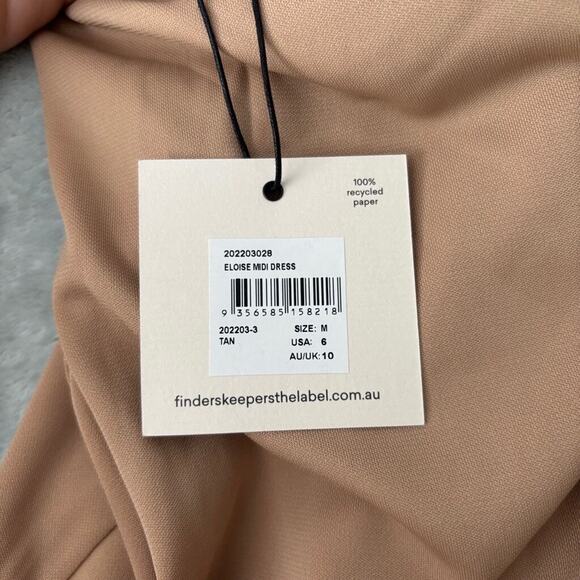 100%
recycled
paper
202203028
ELOISE MIDI DRESS
9 356585 158218
202203-3 SIZE: M
TAN USA: 6
AU/UK: 10
finderskeepersthelabel.com.au